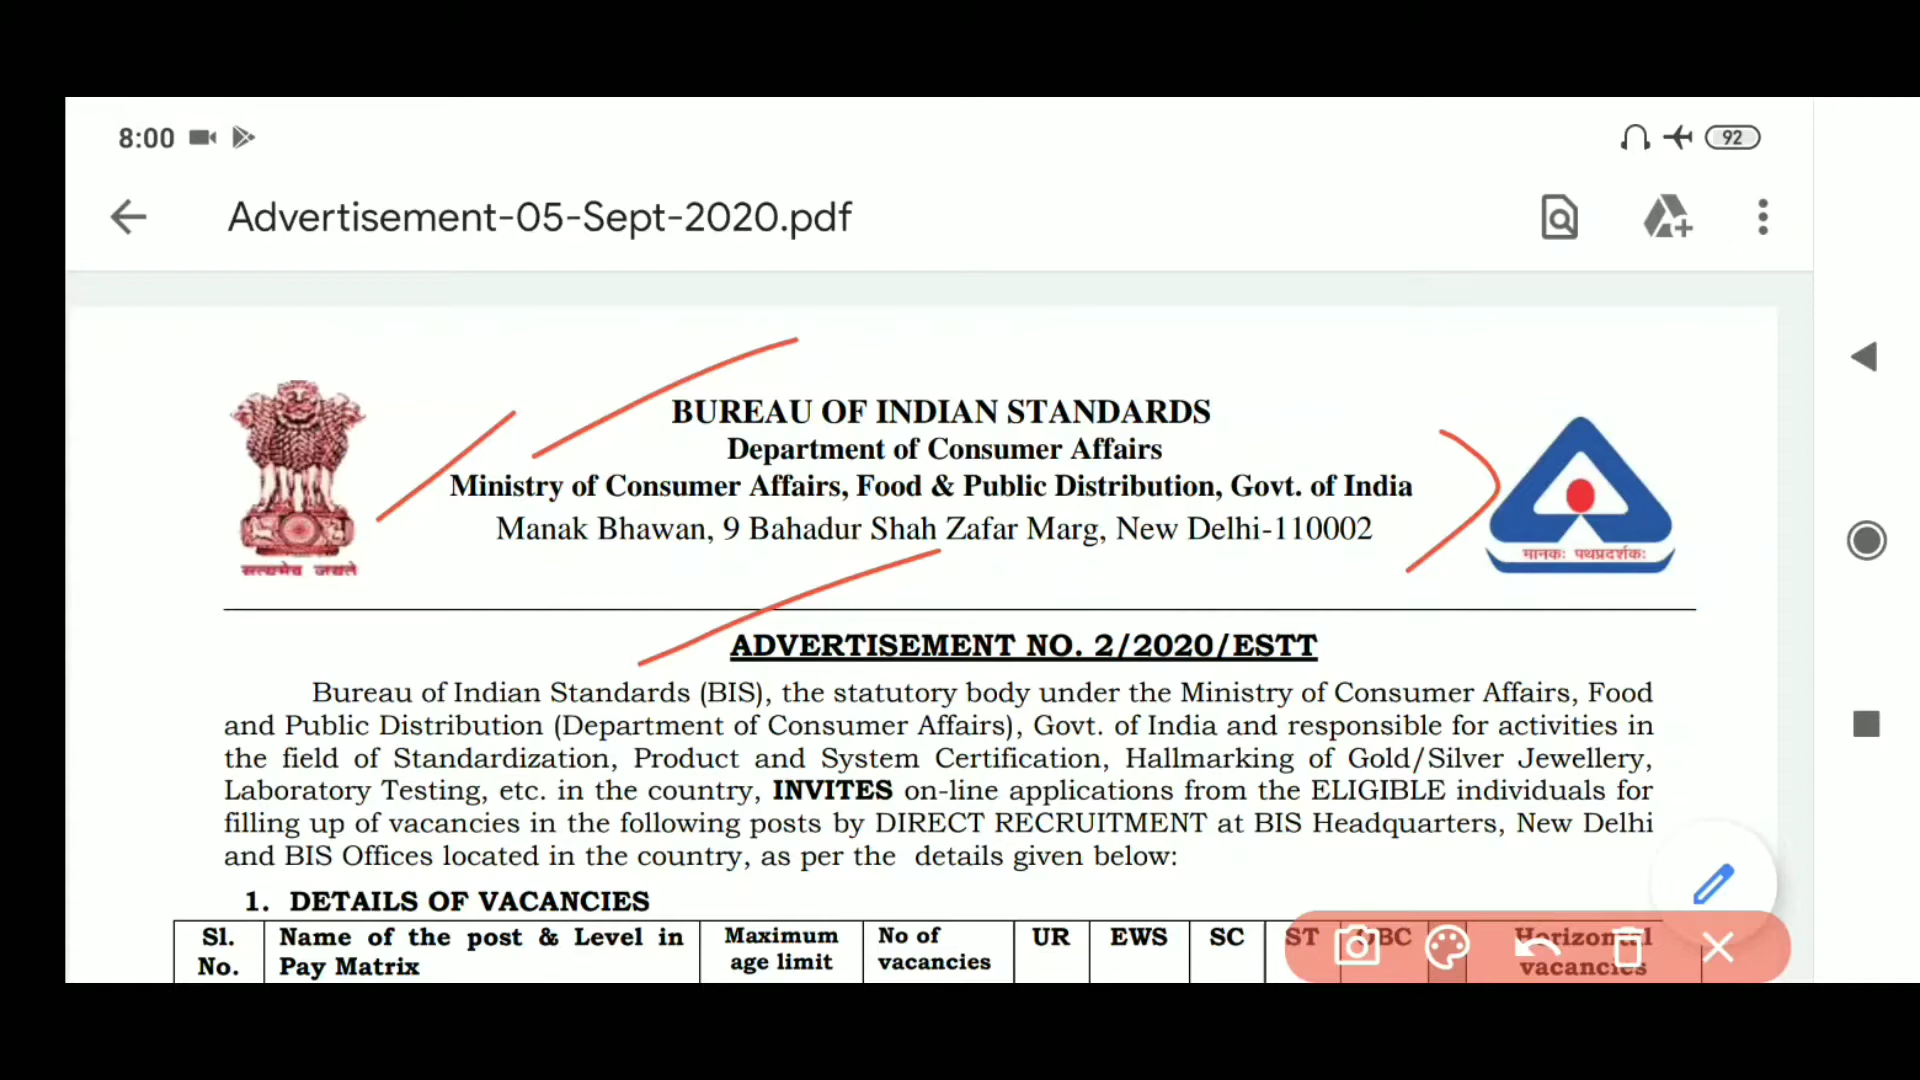 8:00
92
Advertisement-05-Sept-2020.pdf
BUREAU OF INDIAN STANDARDS
Department of Consumer Affairs
Ministry of Consumer Affairs, Food & Public Distribution, Govt. of India
Manak Bhawan, 9 Bahadur Shah Zafar Marg, New Delhi-110002
सत्यमेव जयते
मानकः पथप्रदर्शकः
ADVERTISEMENT NO. 2/2020/ESTT
Bureau of Indian Standards (BIS), the statutory body under the Ministry of Consumer Affairs, Food
and Public Distribution (Department of Consumer Affairs), Govt. of India and responsible for activities in
the field of Standardization, Product and System Certification, Hallmarking of Gold/Silver Jewellery,
Laboratory Testing, etc. in the country, INVITES on-line applications from the ELIGIBLE individuals for
filling up of vacancies in the following posts by DIRECT RECRUITMENT at BIS Headquarters, New Delhi
and BIS Offices located in the country, as per the details given below:
1. DETAILS OF VACANCIES
Sl. No.
Name of the post & Level in Pay Matrix
Maximum age limit
No of vacancies
UR
EWS
SC
ST
OBC
Horizontal vacancies